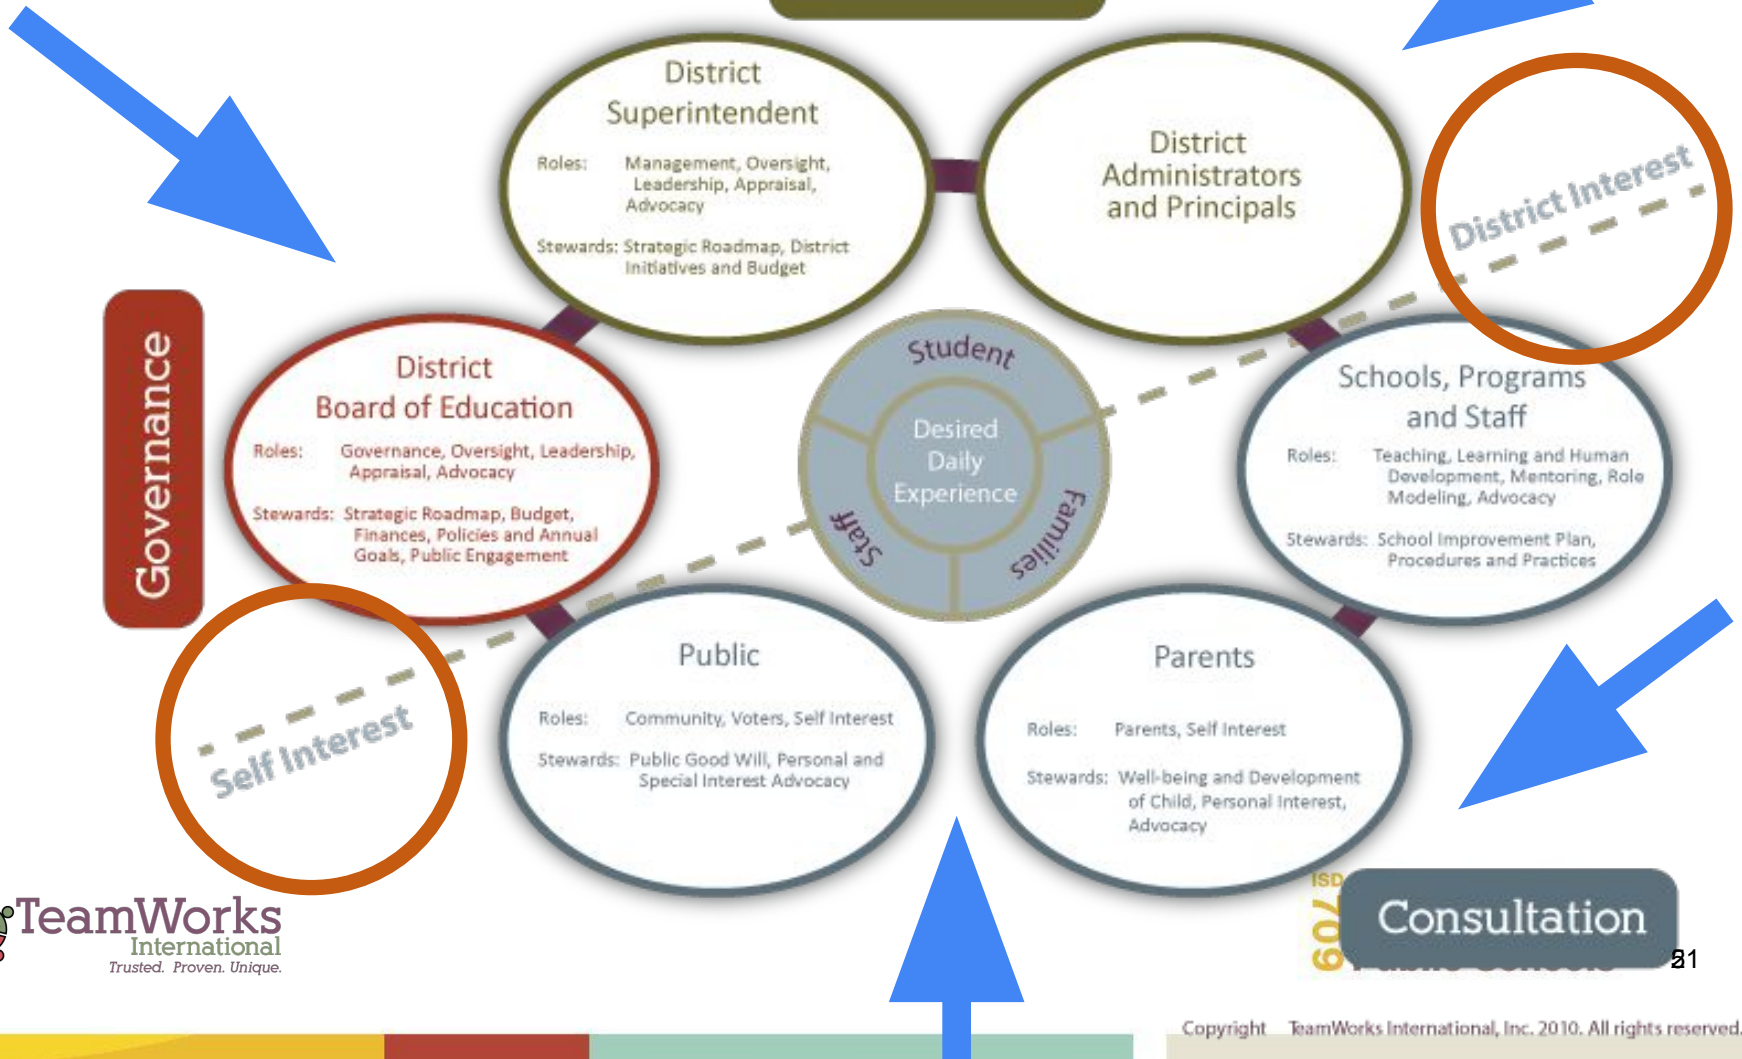 District
Superintendent
Roles: Management, Oversight,
Leadership, Appraisal,
Advocacy
Stewards: Strategic Roadmap, District
Initiatives and Budget
District
Administrators
and Principals
District Interest
Governance
District
Board of Education
Roles: Governance, Oversight, Leadership,
Appraisal, Advocacy
Stewards: Strategic Roadmap, Budget,
Finances, Policies and Annual
Goals, Public Engagement
Student
Desired
Daily
Experience
Staff
Families
Schools, Programs
and Staff
Roles: Teaching, Learning and Human
Development, Mentoring, Role
Modeling, Advocacy
Stewards: School Improvement Plan,
Procedures and Practices
Self Interest
Public
Roles: Community, Voters, Self Interest
Stewards: Public Good Will, Personal and
Special Interest Advocacy
Parents
Roles: Parents, Self Interest
Stewards: Well-being and Development
of Child, Personal Interest,
Advocacy
TeamWorks
International
Trusted. Proven. Unique.
ISD
709
Consultation
Copyright TeamWorks International, Inc. 2010. All rights reserved.